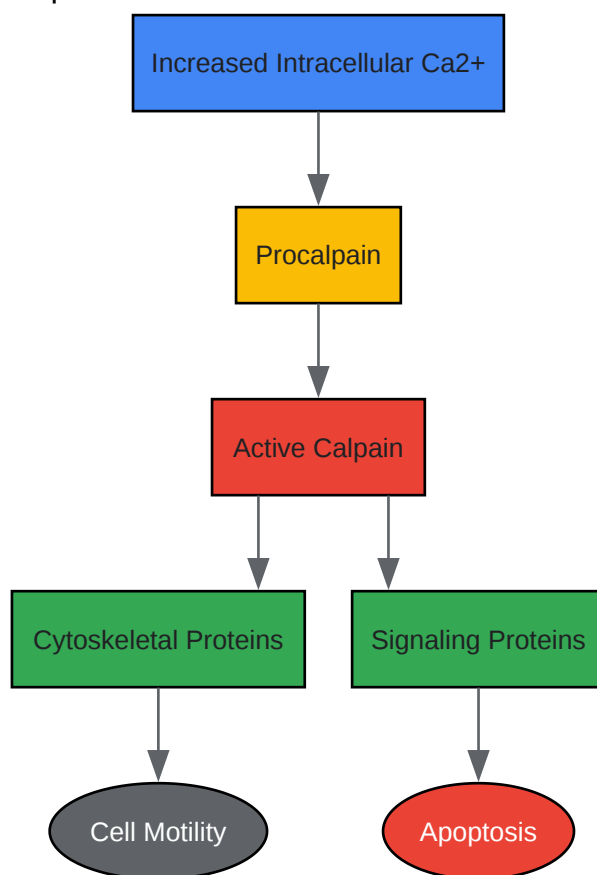 Increased Intracellular Ca2+
Procalpain
Active Calpain
Cytoskeletal Proteins
Signaling Proteins
Cell Motility
Apoptosis